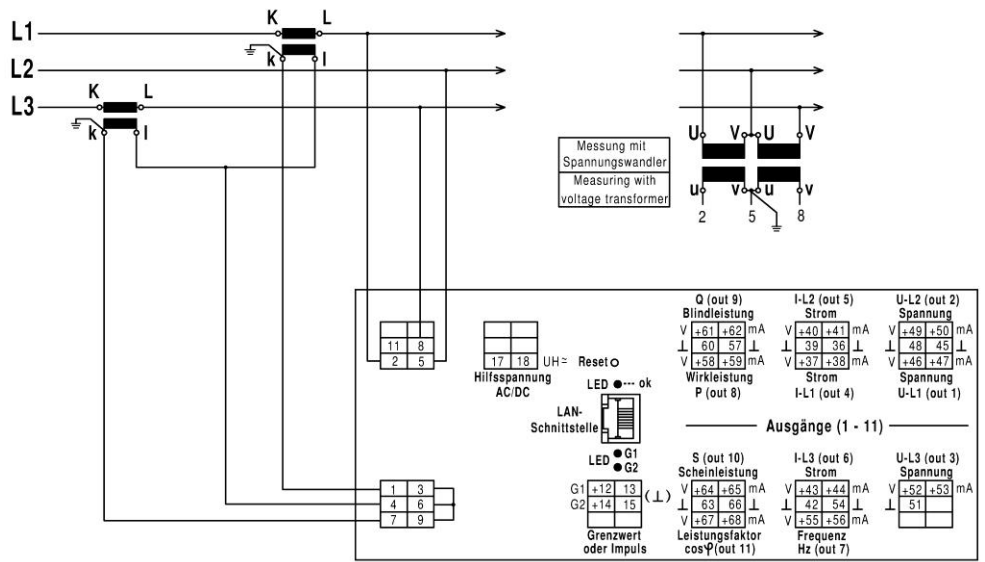 K L
L1
k l
L2
K L
L3
k l
U V U V
Messung mit
Spannungswandler
Measuring with
voltage transformer
u v u v
2 5 8
Q (out 9) I-L2 (out 5) U-L2 (out 2)
Blindleistung Strom Spannung
V +61 +62 mA V +40 +41 mA V +49 +50 mA
11 8
⊥ 60 57 ⊥ ⊥ 39 36 ⊥ ⊥ 48 45 ⊥
2 5
17 18 UH≃ Reset
V +58 +59 mA V +37 +38 mA V +46 +47 mA
Hilfsspannung
AC/DC
LED --- ok
Wirkleistung Strom Spannung
P (out 8) I-L1 (out 4) U-L1 (out 1)
LAN-
Schnittstelle
Ausgänge (1 - 11)
LED G1
G2
S (out 10) I-L3 (out 6) U-L3 (out 3)
Scheinleistung Strom Spannung
1 3
G1 +12 13 (⊥)
V +64 +65 mA V +43 +44 mA V +52 +53 mA
4 6
G2 +14 15
⊥ 63 66 ⊥ ⊥ 42 54 ⊥ ⊥ 51
7 9
V +67 +68 mA V +55 +56 mA
Grenzwert
oder Impuls
Leistungsfaktor Frequenz
cosφ (out 11) Hz (out 7)